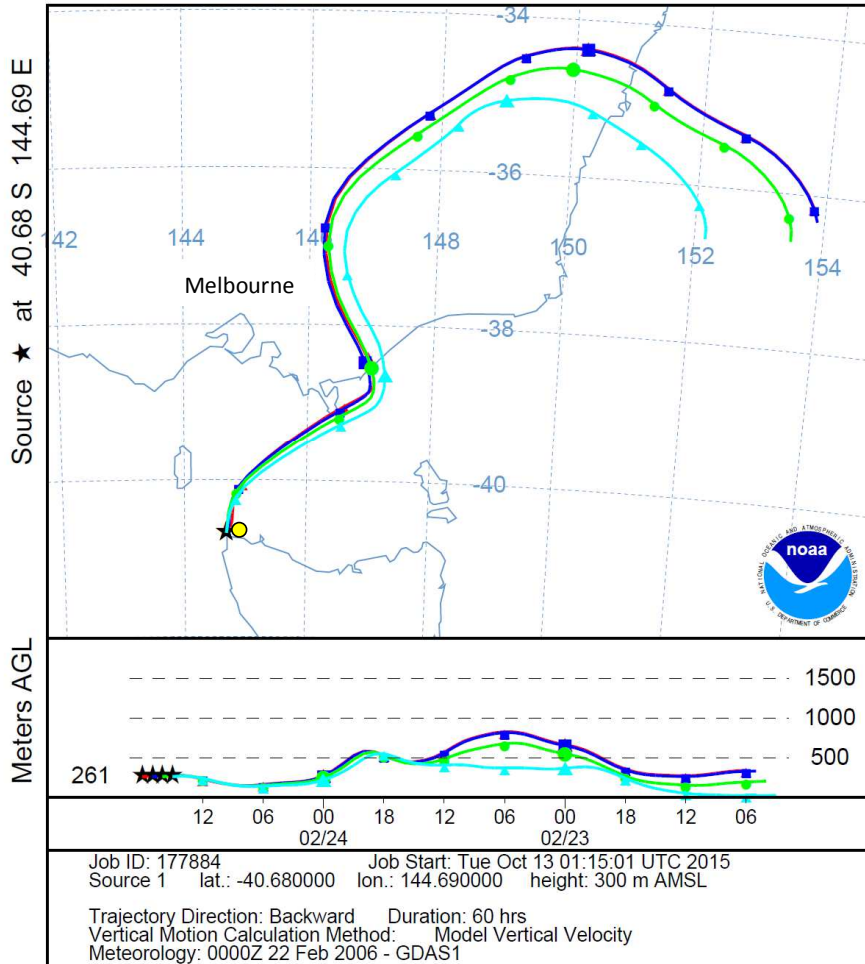 Source ★ at 40.68 S 144.69 E
-34
-36
142
144
146
148
150
152
154
Melbourne
-38
-40
NATIONAL OCEANIC AND ATMOSPHERIC ADMINISTRATION
noaa
U.S. DEPARTMENT OF COMMERCE
Meters AGL
1500
1000
500
261
12 06 00 18 12 06 00 18 12 06
02/24 02/23
Job ID: 177884 Job Start: Tue Oct 13 01:15:01 UTC 2015
Source 1 lat.: -40.680000 lon.: 144.690000 height: 300 m AMSL
Trajectory Direction: Backward Duration: 60 hrs
Vertical Motion Calculation Method: Model Vertical Velocity
Meteorology: 0000Z 22 Feb 2006 - GDAS1